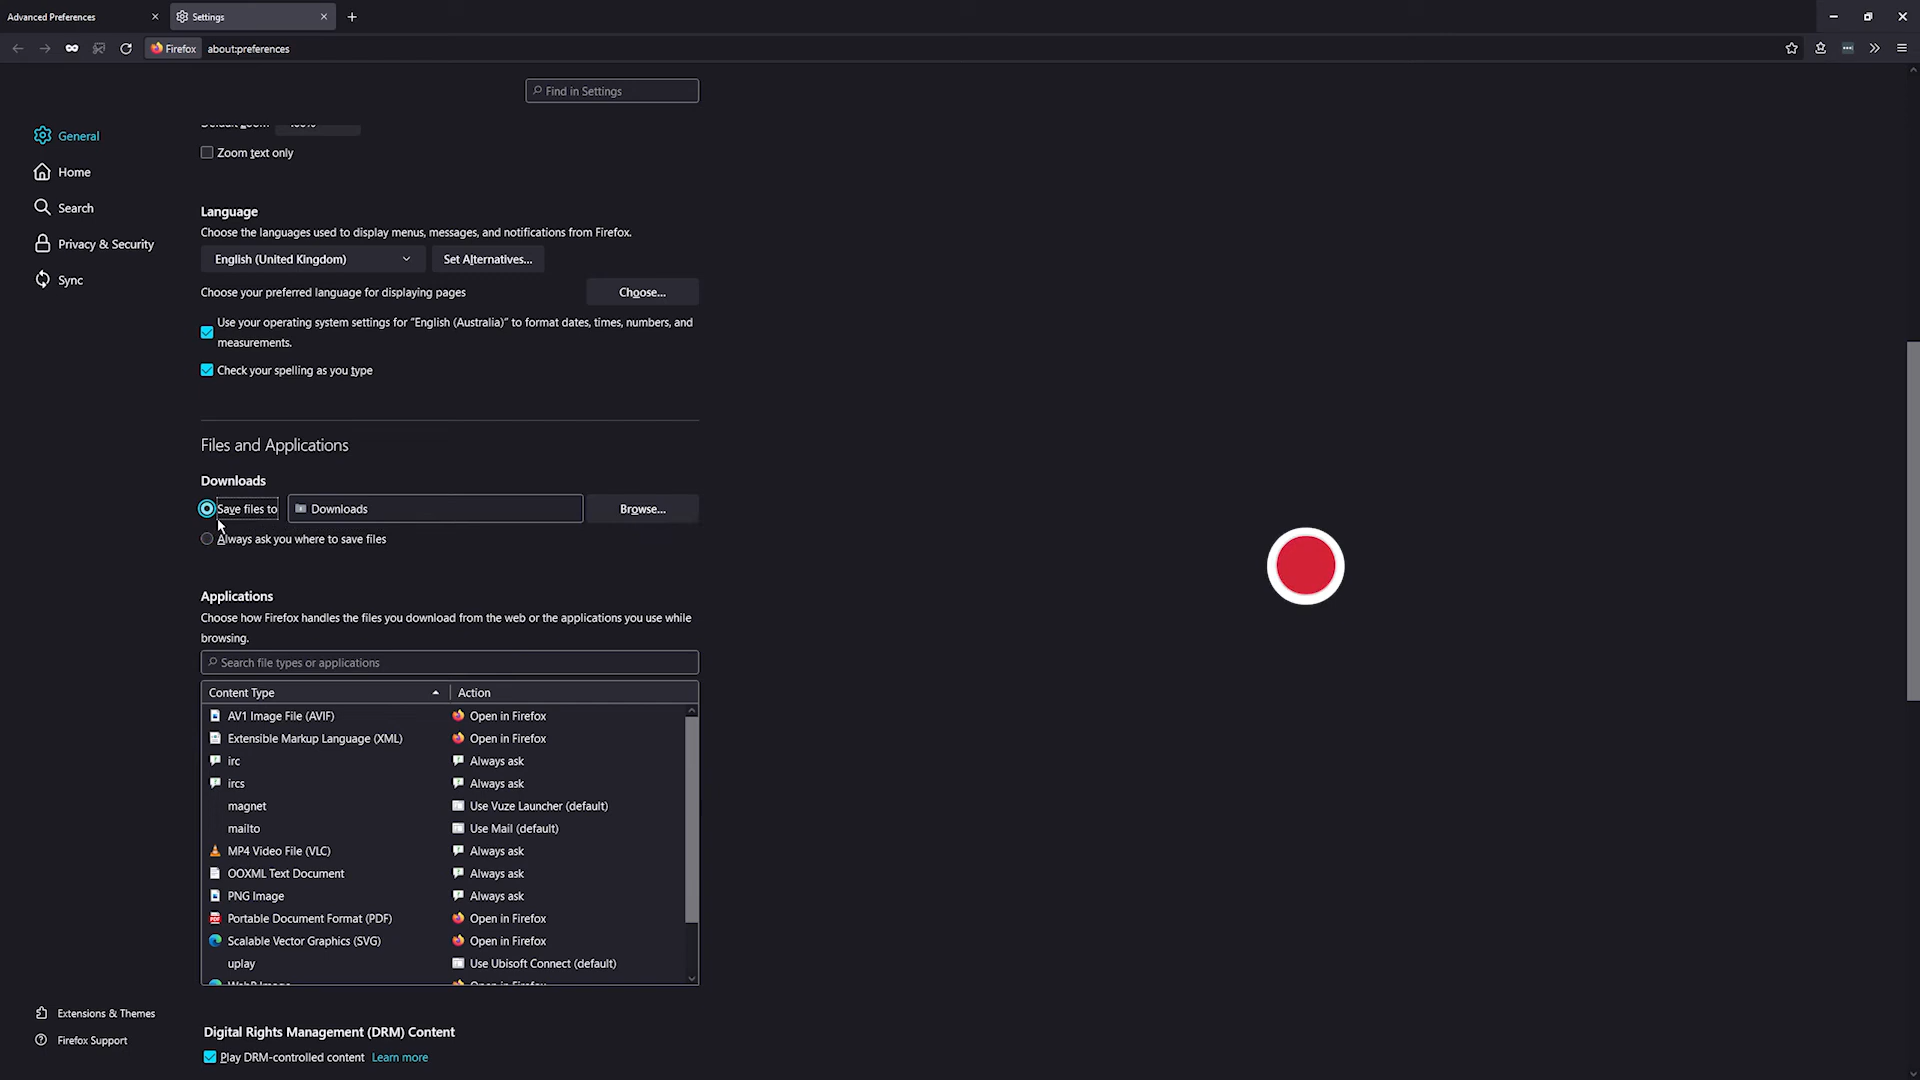 Advanced Preferences
Settings
Firefox
about:preferences
Find in Settings
General
Home
Search
Privacy & Security
Sync
Default zoom
Zoom text only
Language
Choose the languages used to display menus, messages, and notifications from Firefox.
English (United Kingdom)
Set Alternatives...
Choose your preferred language for displaying pages
Choose...
Use your operating system settings for “English (Australia)” to format dates, times, numbers, and
measurements.
Check your spelling as you type
Files and Applications
Downloads
Save files to
Downloads
Browse...
Always ask you where to save files
Applications
Choose how Firefox handles the files you download from the web or the applications you use while
browsing.
Search file types or applications
Content Type
Action
AV1 Image File (AVIF)
Open in Firefox
Extensible Markup Language (XML)
Open in Firefox
irc
Always ask
ircs
Always ask
magnet
Use Vuze Launcher (default)
mailto
Use Mail (default)
MP4 Video File (VLC)
Always ask
OOXML Text Document
Always ask
PNG Image
Always ask
Portable Document Format (PDF)
Open in Firefox
Scalable Vector Graphics (SVG)
Open in Firefox
uplay
Use Ubisoft Connect (default)
WebP Image
Open in Firefox
Extensions & Themes
Firefox Support
Digital Rights Management (DRM) Content
Play DRM-controlled content
Learn more